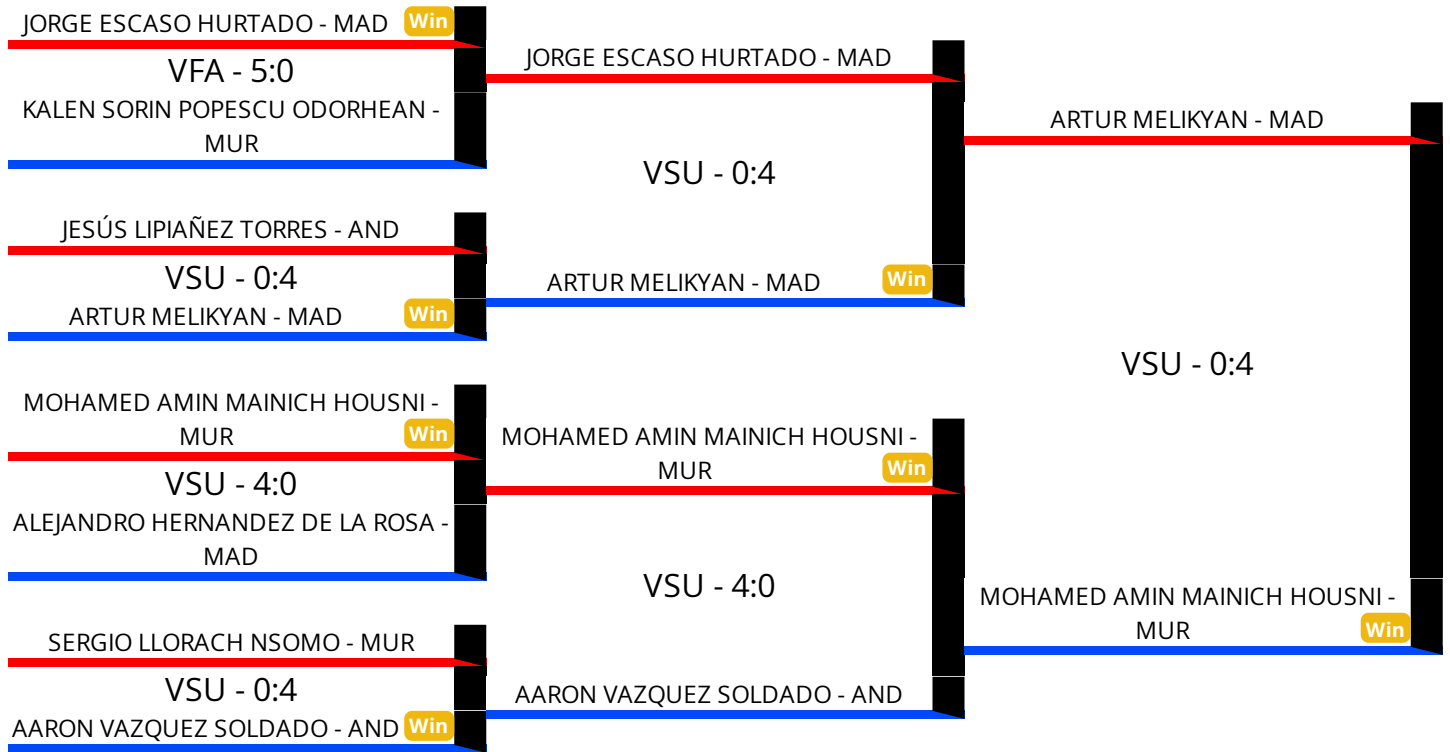 JORGE ESCASO HURTADO - MAD Win
VFA - 5:0
KALEN SORIN POPESCU ODORHEAN -
MUR
JESÚS LIPIAÑEZ TORRES - AND
VSU - 0:4
ARTUR MELIKYAN - MAD Win
MOHAMED AMIN MAINICH HOUSNI -
MUR Win
VSU - 4:0
ALEJANDRO HERNANDEZ DE LA ROSA -
MAD
SERGIO LLORACH NSOMO - MUR
VSU - 0:4
AARON VAZQUEZ SOLDADO - AND Win
JORGE ESCASO HURTADO - MAD
VSU - 0:4
ARTUR MELIKYAN - MAD Win
MOHAMED AMIN MAINICH HOUSNI -
MUR Win
VSU - 4:0
AARON VAZQUEZ SOLDADO - AND
ARTUR MELIKYAN - MAD
VSU - 0:4
MOHAMED AMIN MAINICH HOUSNI -
MUR Win